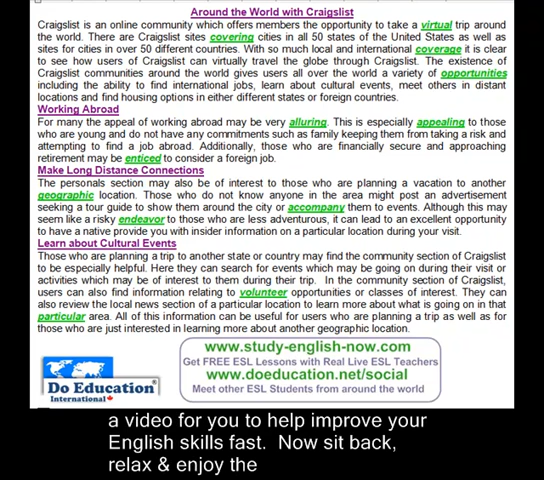 Around the World with Craigslist
Craigslist is an online community which offers members the opportunity to take a virtual trip around
the world. There are Craigslist sites covering cities in all 50 states of the United States as well as
sites for cities in over 50 different countries. With so much local and international coverage it is clear
to see how users of Craigslist can virtually travel the globe through Craigslist. The existence of
Craigslist communities around the world gives users all over the world a variety of opportunities
including the ability to find international jobs, learn about cultural events, meet others in distant
locations and find housing options in either different states or foreign countries.
Working Abroad
For many the appeal of working abroad may be very alluring. This is especially appealing to those
who are young and do not have any commitments such as family keeping them from taking a risk and
attempting to find a job abroad. Additionally, those who are financially secure and approaching
retirement may be enticed to consider a foreign job.
Make Long Distance Connections
The personals section may also be of interest to those who are planning a vacation to another
geographic location. Those who do not know anyone in the area might post an advertisement
seeking a tour guide to show them around the city or accompany them to events. Although this may
seem like a risky endeavor to those who are less adventurous, it can lead to an excellent opportunity
to have a native provide you with insider information on a particular location during your visit.
Learn about Cultural Events
Those who are planning a trip to another state or country may find the community section of Craigslist
to be especially helpful. Here they can search for events which may be going on during their visit or
activities which may be of interest to them during their trip. In the community section of Craigslist,
users can also find information relating to volunteer opportunities or classes of interest. They can
also review the local news section of a particular location to learn more about what is going on in that
particular area. All of this information can be useful for users who are planning a trip as well as for
those who are just interested in learning more about another geographic location.
Do Education
International
www.study-english-now.com
Get FREE ESL Lessons with Real Live ESL Teachers
www.doeducation.net/social
Meet other ESL Students from around the world
a video for you to help improve your
English skills fast. Now sit back,
relax & enjoy the